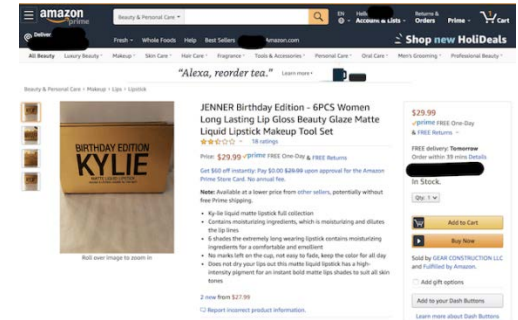 amazon
prime
Beauty & Personal Care
EN
Account & Lists
Returns &
Orders
Prime
Cart
Deliver
Fresh
Whole Foods
Help
Best Sellers
Amazon.com
Shop new HoliDeals
All Beauty
Luxury Beauty
Makeup
Skin Care
Hair Care
Fragrance
Tools & Accessories
Personal Care
Oral Care
Men's Grooming
Professional Beauty
"Alexa, reorder tea."
Learn more
Beauty & Personal Care › Makeup › Lips › Lipstick
BIRTHDAY EDITION
KYLIE
MATTE LIQUID LIPSTICK
Roll over image to zoom in
JENNER Birthday Edition - 6PCS Women
Long Lasting Lip Gloss Beauty Glaze Matte
Liquid Lipstick Makeup Tool Set
18 ratings
Price: $29.99 prime FREE One-Day & FREE Returns
Get $60 off instantly: Pay $0.00 $29.99 upon approval for the Amazon
Prime Store Card. No annual fee.
Note: Available at a lower price from other sellers, potentially without
free Prime shipping.
• Ky-lie liquid matte lipstick full collection
• Contains moisturizing ingredients, which is moisturizing and dilutes
the lip lines
• 6 shades the extremely long wearing lipstick contains moisturizing
ingredients for a comfortable and emollient
• No marks left on the cup, not easy to fade, keep the color for all day
• Does not dry your lips out this matte liquid lipstick has a high-
intensity pigment for an instant bold matte lips shades to suit all skin
tones
2 new from $27.99
Report incorrect product information.
$29.99
prime FREE One-Day
& FREE Returns
FREE delivery: Tomorrow
Order within 39 mins Details
In Stock.
Qty: 1
Add to Cart
Buy Now
Sold by GEAR CONSTRUCTION LLC
and Fulfilled by Amazon.
Add gift options
Add to your Dash Buttons
Learn more about Dash Buttons